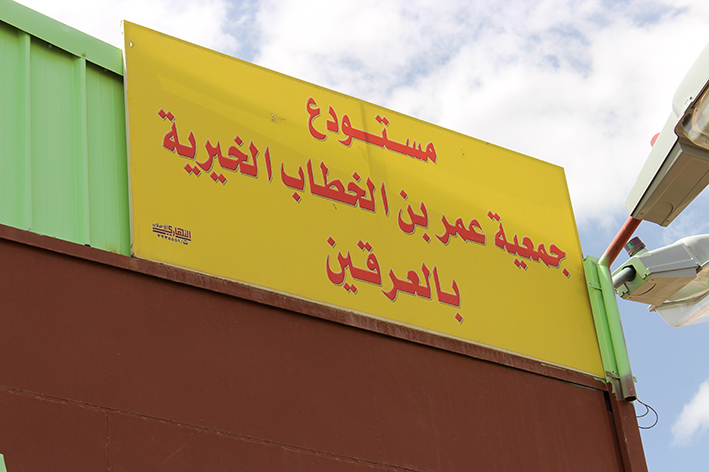 مستودع
جمعية عمر بن الخطاب الخيرية
بالعرقين